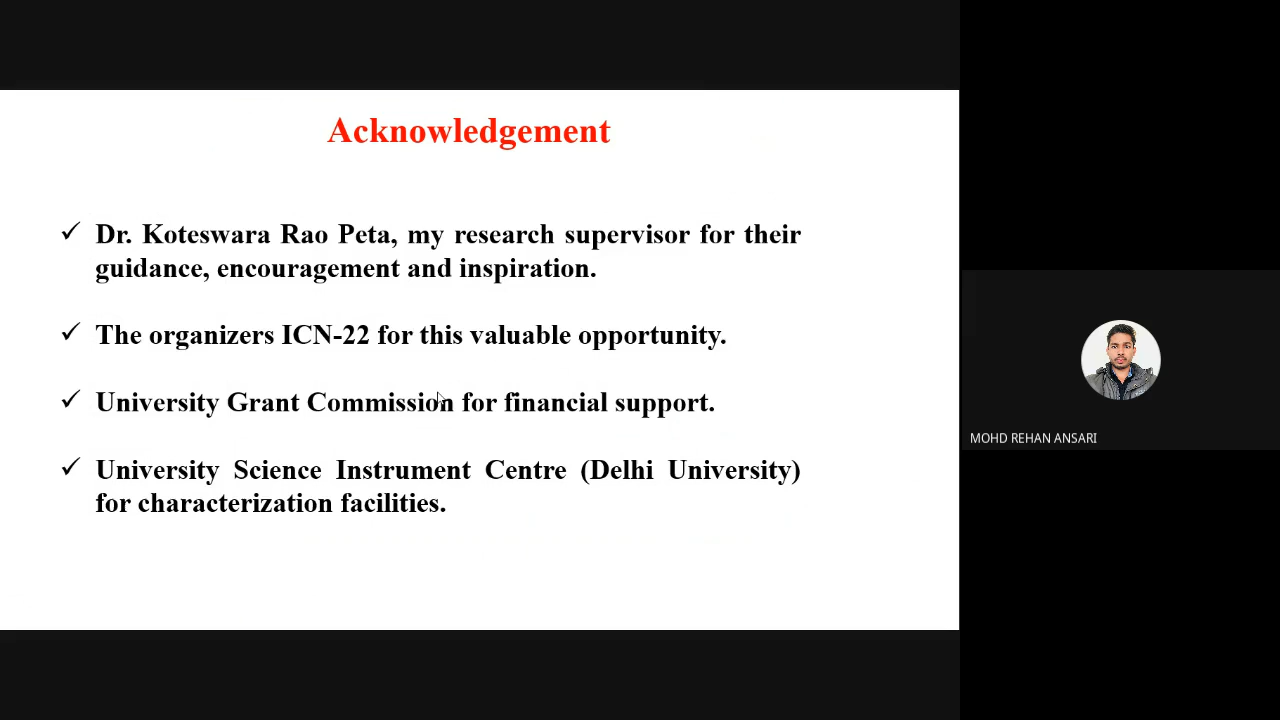 Acknowledgement
✓ Dr. Koteswara Rao Peta, my research supervisor for their
guidance, encouragement and inspiration.
✓ The organizers ICN-22 for this valuable opportunity.
✓ University Grant Commission for financial support.
✓ University Science Instrument Centre (Delhi University)
for characterization facilities.
MOHD REHAN ANSARI